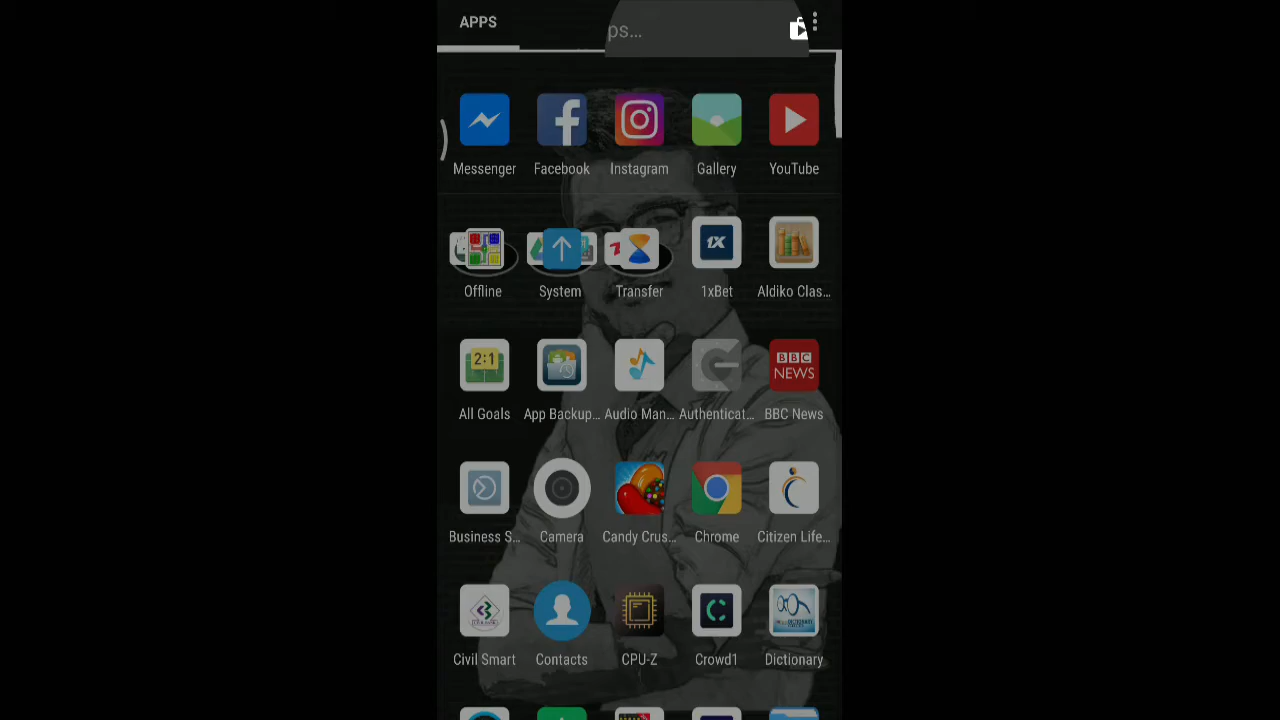 APPS
ps...
Messenger Facebook Instagram Gallery YouTube
Offline System Transfer 1xBet Aldiko Clas...
2:1
BBC
NEWS
All Goals App Backup... Audio Man... Authenticat... BBC News
Business S... Camera Candy Crus... Chrome Citizen Life...
Civil Smart Contacts CPU-Z Crowd1 Dictionary